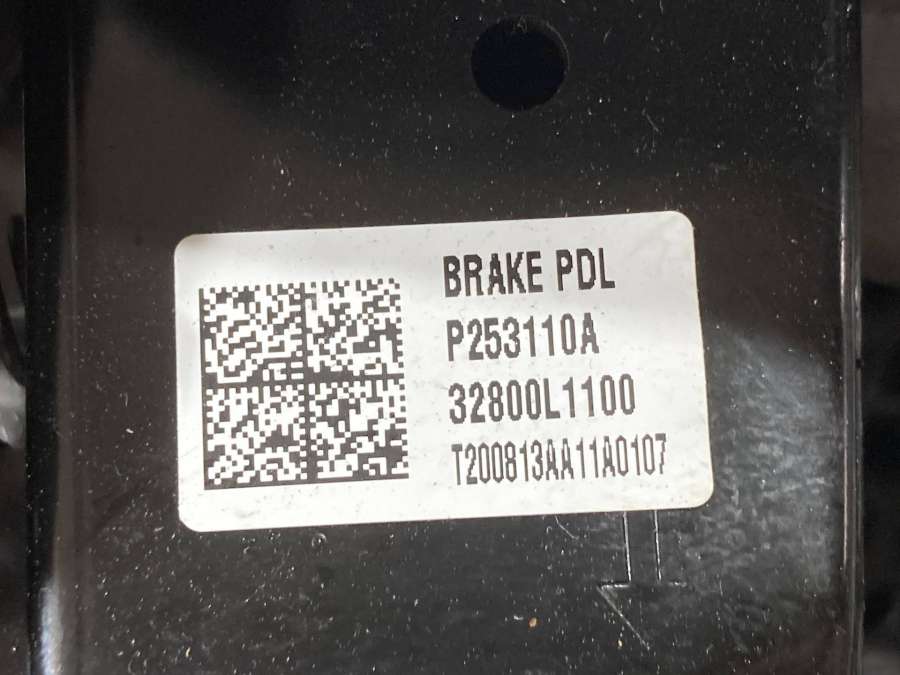 BRAKE PDL
P253110A
32800L1100
T200813AA11A0107